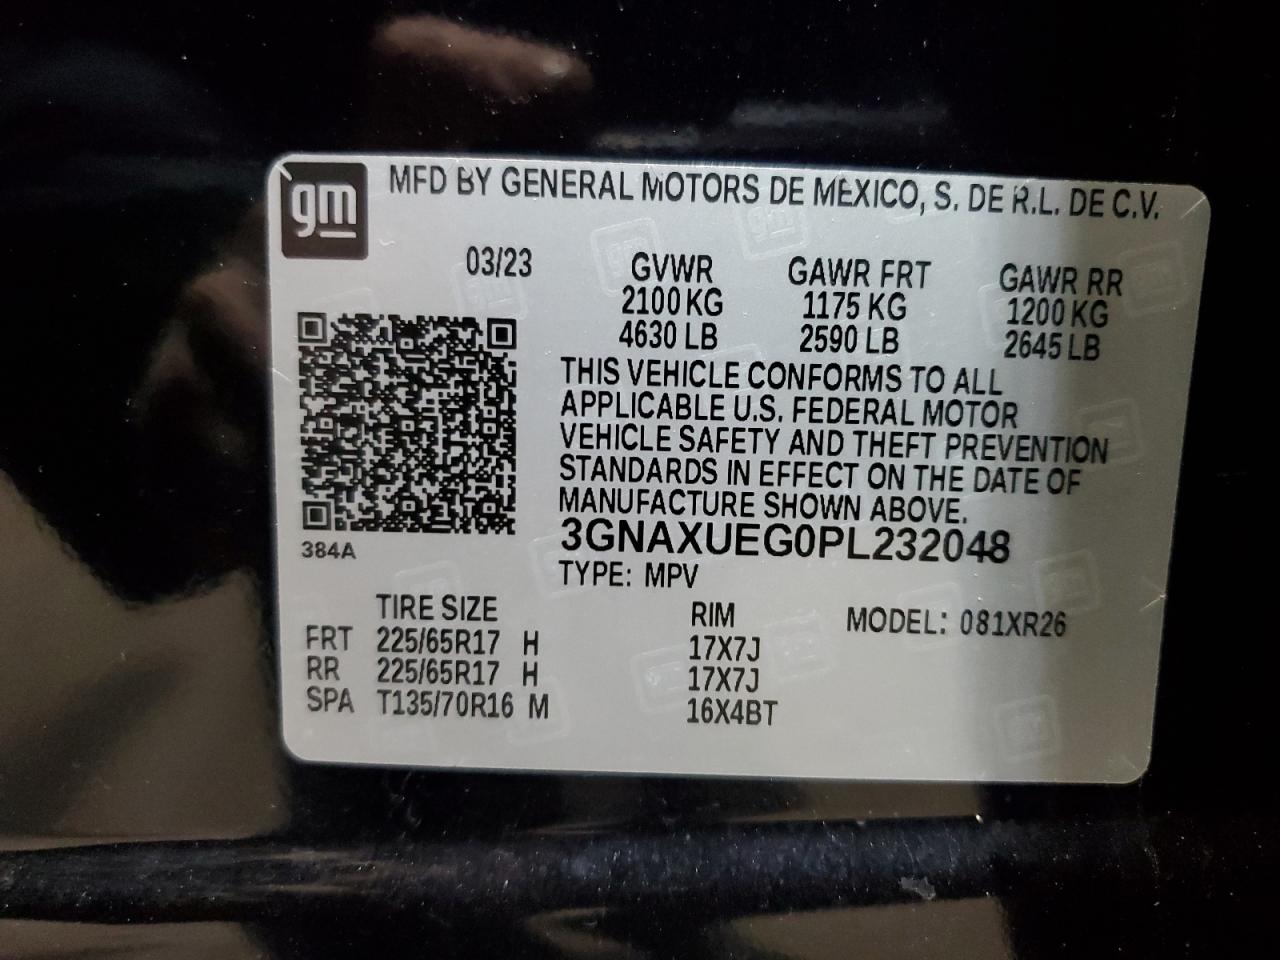 gm
MFD BY GENERAL MOTORS DE MEXICO, S. DE R.L. DE C.V.
03/23 GVWR GAWR FRT GAWR RR
2100 KG 1175 KG 1200 KG
4630 LB 2590 LB 2645 LB
THIS VEHICLE CONFORMS TO ALL
APPLICABLE U.S. FEDERAL MOTOR
VEHICLE SAFETY AND THEFT PREVENTION
STANDARDS IN EFFECT ON THE DATE OF
MANUFACTURE SHOWN ABOVE.
3GNAXUEG0PL232048
384A
TYPE: MPV
TIRE SIZE RIM MODEL: 081XR26
FRT 225/65R17 H 17X7J
RR 225/65R17 H 17X7J
SPA T135/70R16 M 16X4BT